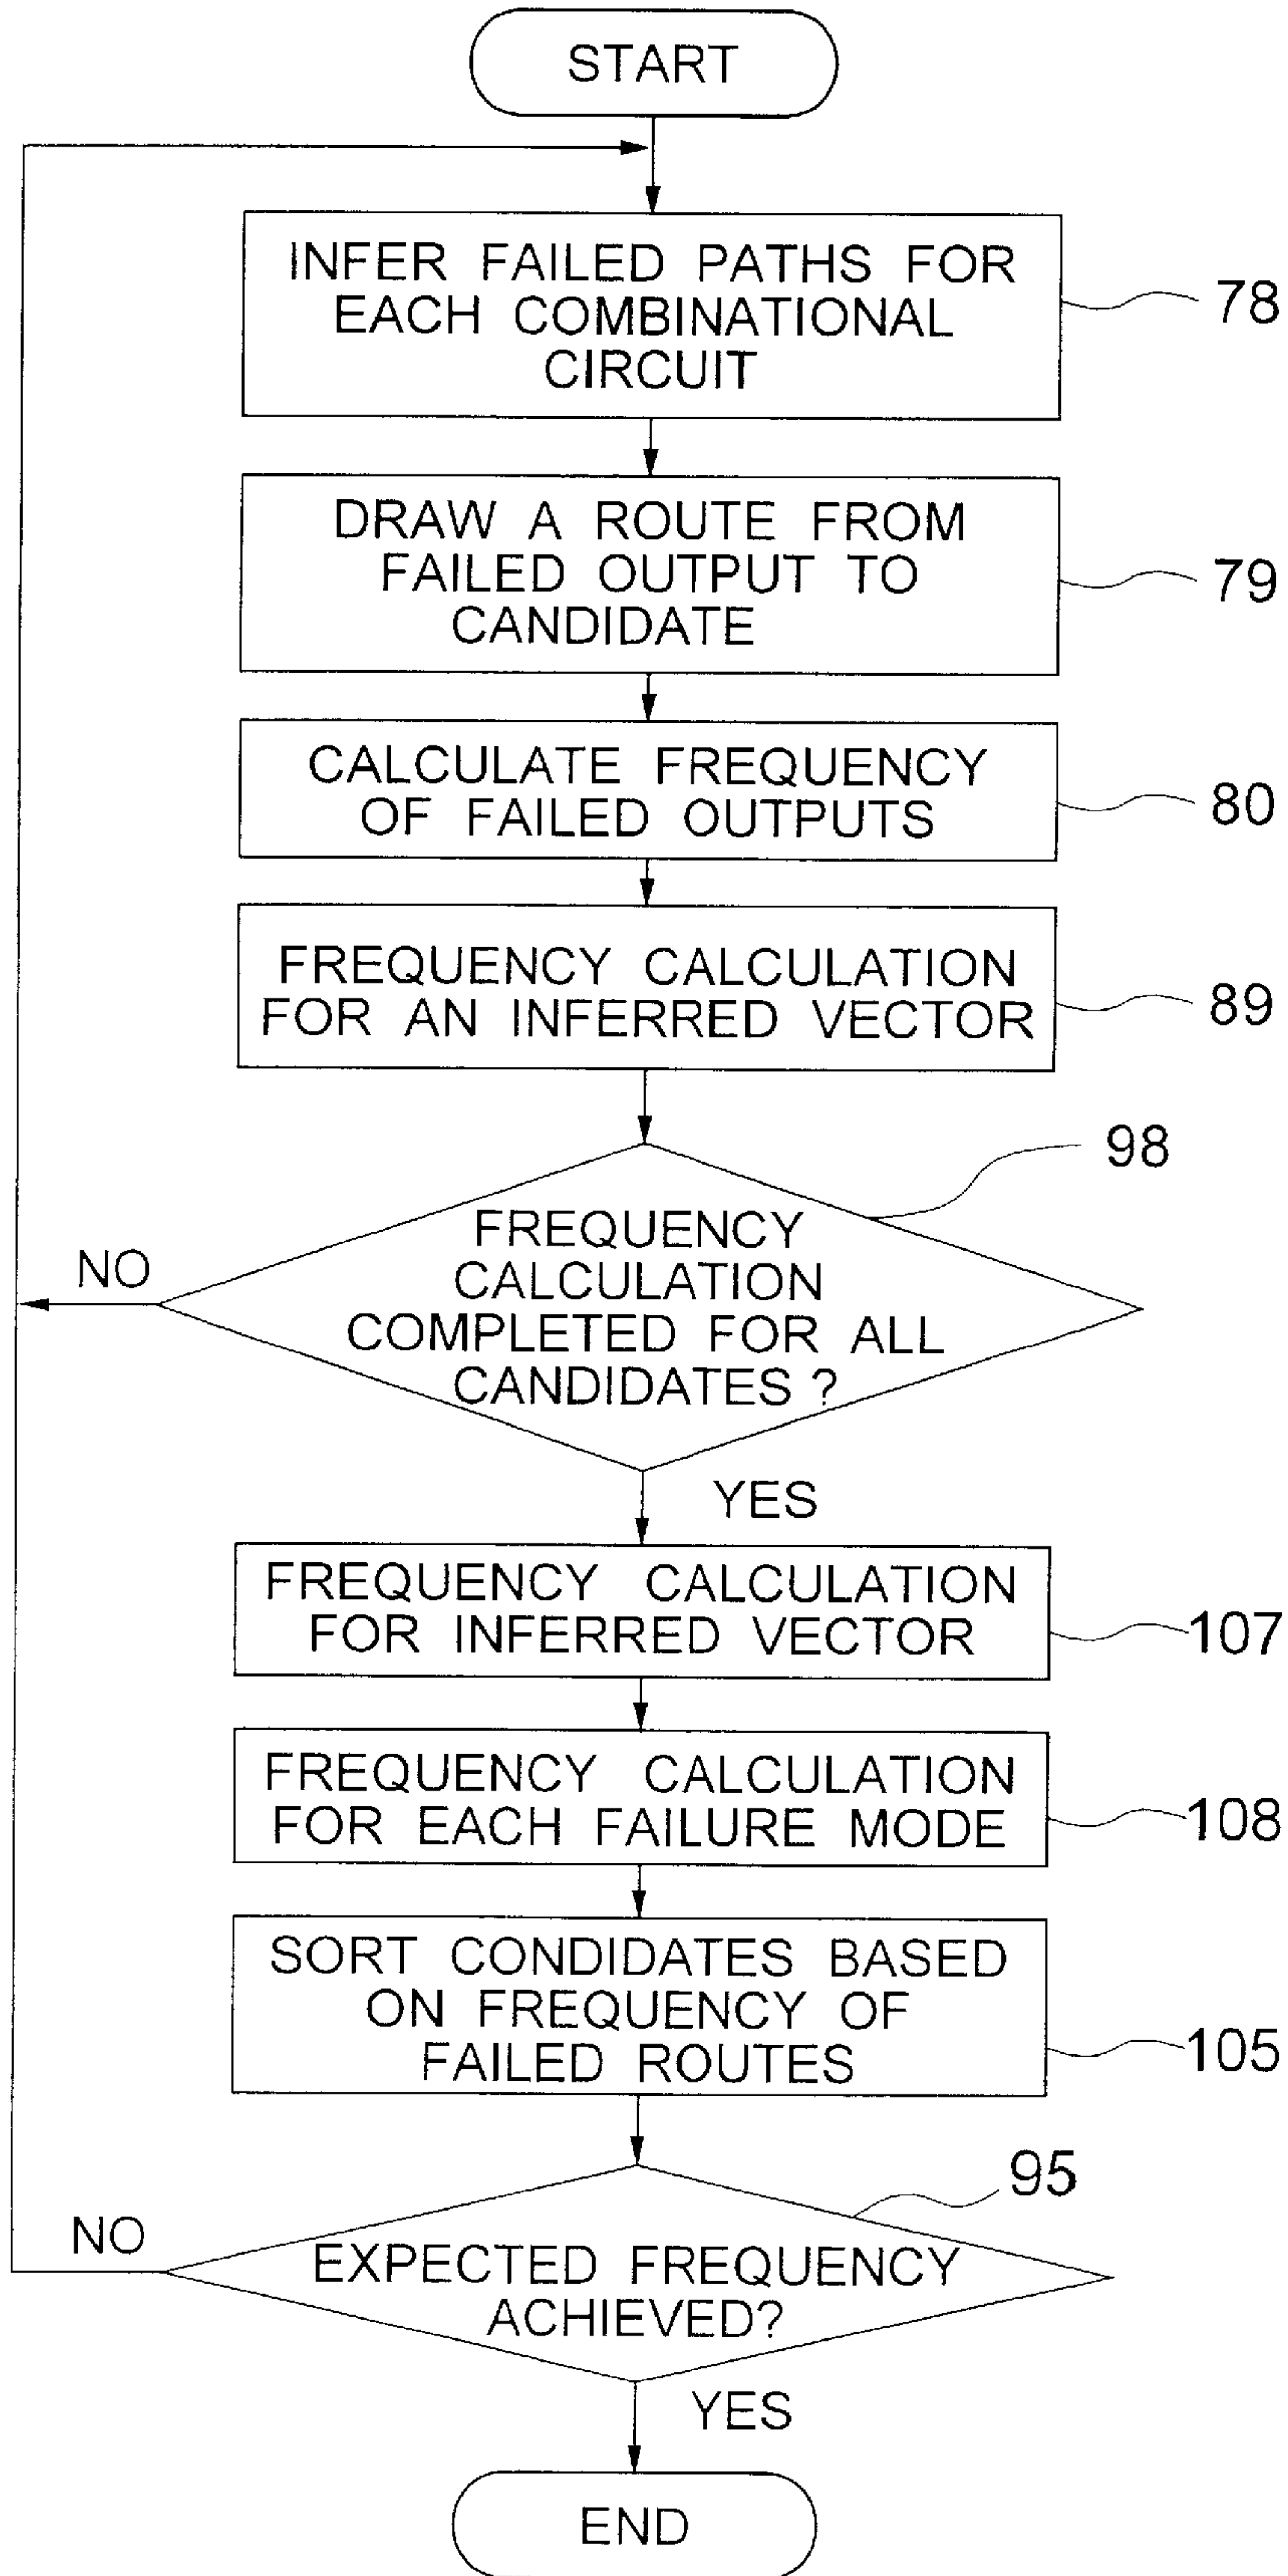 START
INFER FAILED PATHS FOR
EACH COMBINATIONAL
CIRCUIT
78
DRAW A ROUTE FROM
FAILED OUTPUT TO
CANDIDATE
79
CALCULATE FREQUENCY
OF FAILED OUTPUTS
80
FREQUENCY CALCULATION
FOR AN INFERRED VECTOR
89
98
FREQUENCY
CALCULATION
COMPLETED FOR ALL
CANDIDATES ?
NO
YES
FREQUENCY CALCULATION
FOR INFERRED VECTOR
107
FREQUENCY CALCULATION
FOR EACH FAILURE MODE
108
SORT CONDIDATES BASED
ON FREQUENCY OF
FAILED ROUTES
105
95
NO
EXPECTED FREQUENCY
ACHIEVED?
YES
END